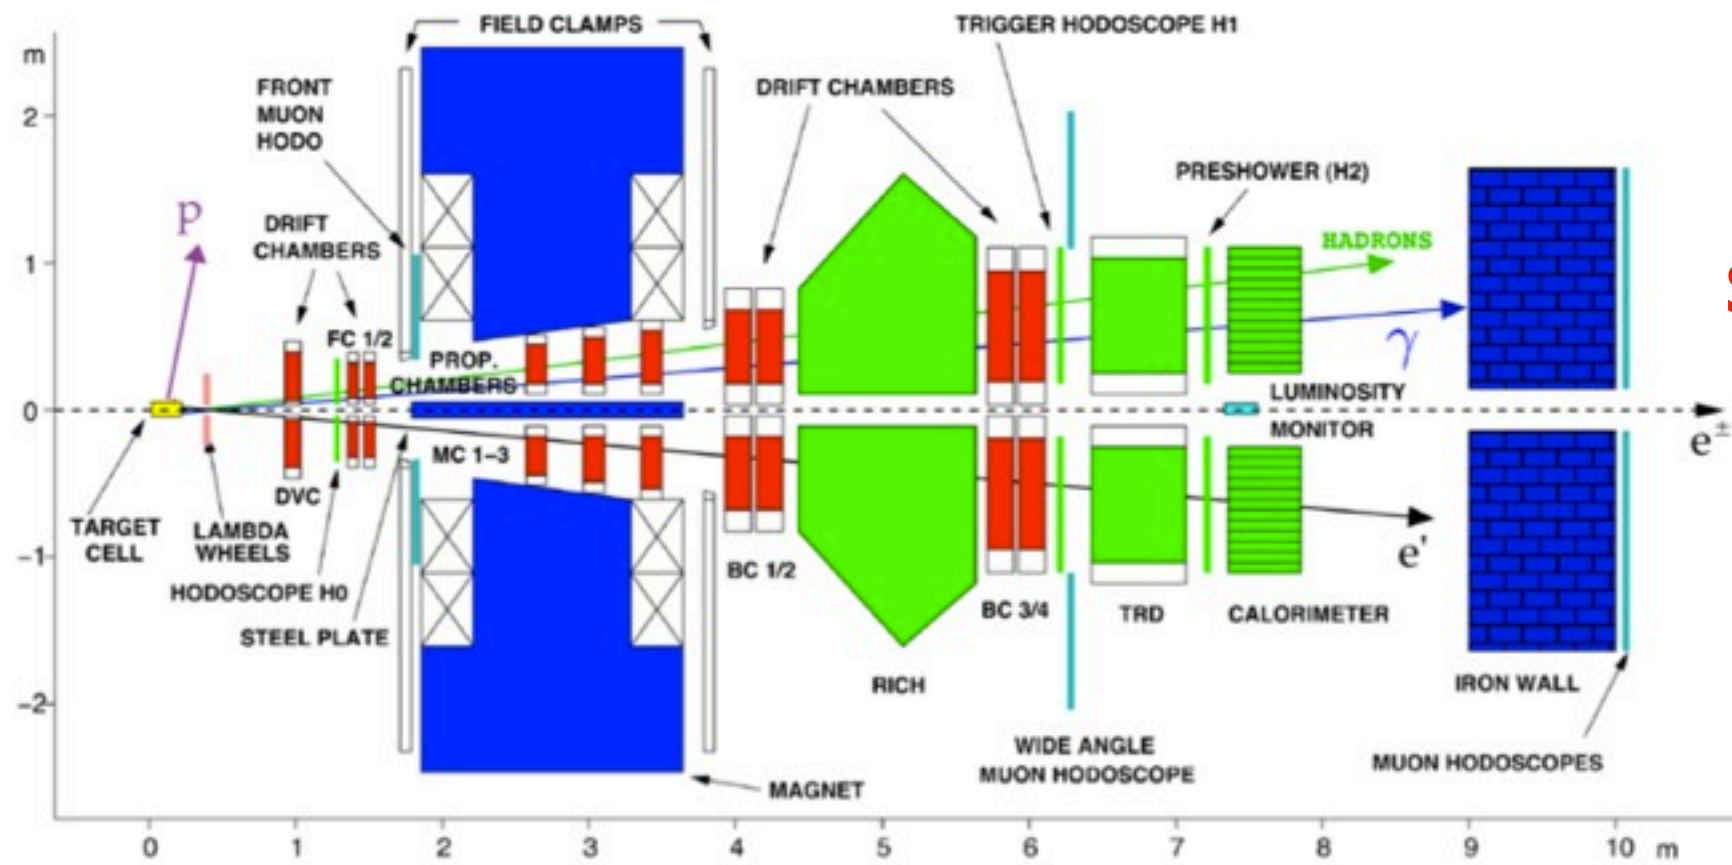 FIELD CLAMPS
TRIGGER HODOSCOPE H1
m
FRONT
MUON
HODO
DRIFT CHAMBERS
2
PRESHOWER (H2)
p
DRIFT
CHAMBERS
HADRONS
1
FC 1/2
PROP.
CHAMBERS
γ
LUMINOSITY
0
MONITOR
e±
MC 1–3
DVC
TARGET
CELL
LAMBDA
WHEELS
e'
−1
BC 1/2
HODOSCOPE H0
BC 3/4
TRD
CALORIMETER
STEEL PLATE
RICH
IRON WALL
−2
WIDE ANGLE
MUON HODOSCOPE
MUON HODOSCOPES
MAGNET
0 1 2 3 4 5 6 7 8 9 10 m